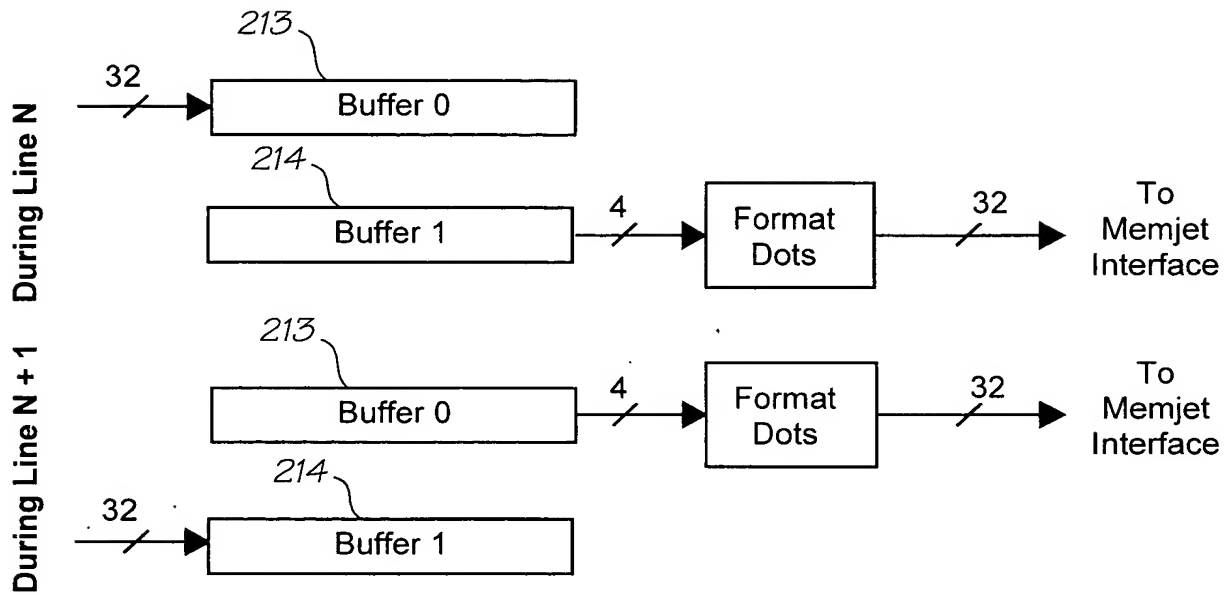 During Line N
213
32
Buffer 0
214
Buffer 1
4
Format
Dots
32
To
Memjet
Interface
During Line N + 1
213
Buffer 0
4
Format
Dots
32
To
Memjet
Interface
214
32
Buffer 1